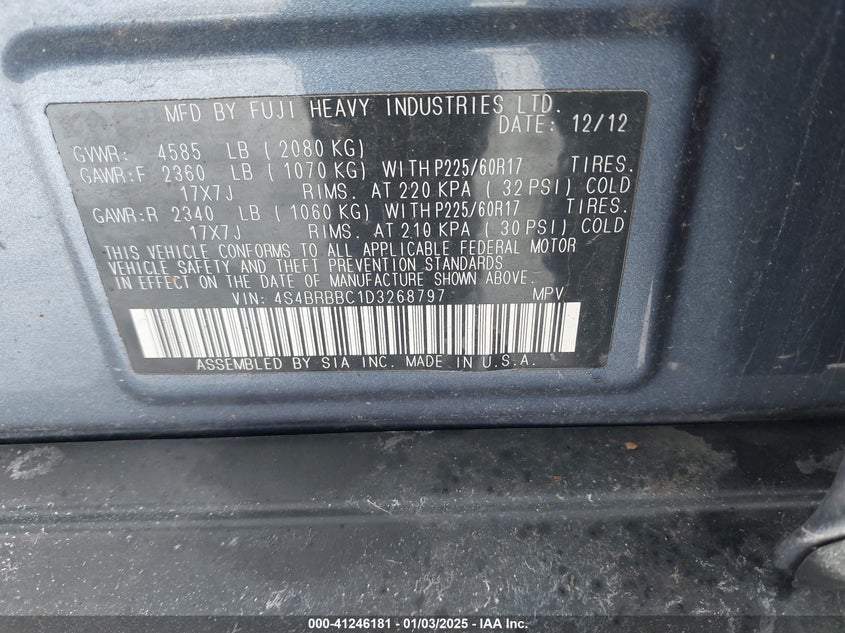 MFD BY FUJI HEAVY INDUSTRIES LTD.
DATE: 12/12
GVWR: 4585 LB ( 2080 KG)
GAWR:F 2360 LB ( 1070 KG) WITH P225/60R17 TIRES.
17X7J RIMS. AT 220 KPA ( 32 PSI) COLD
GAWR:R 2340 LB ( 1060 KG) WITH P225/60R17 TIRES.
17X7J RIMS. AT 210 KPA ( 30 PSI) COLD
THIS VEHICLE CONFORMS TO ALL APPLICABLE FEDERAL MOTOR
VEHICLE SAFETY AND THEFT PREVENTION STANDARDS
IN EFFECT ON THE DATE OF MANUFACTURE SHOWN ABOVE.
VIN: 4S4BRBBC1D3268797 MPV
ASSEMBLED BY SIA INC. MADE IN U.S.A.
000-41246181 - 01/03/2025 - © IAA Inc.